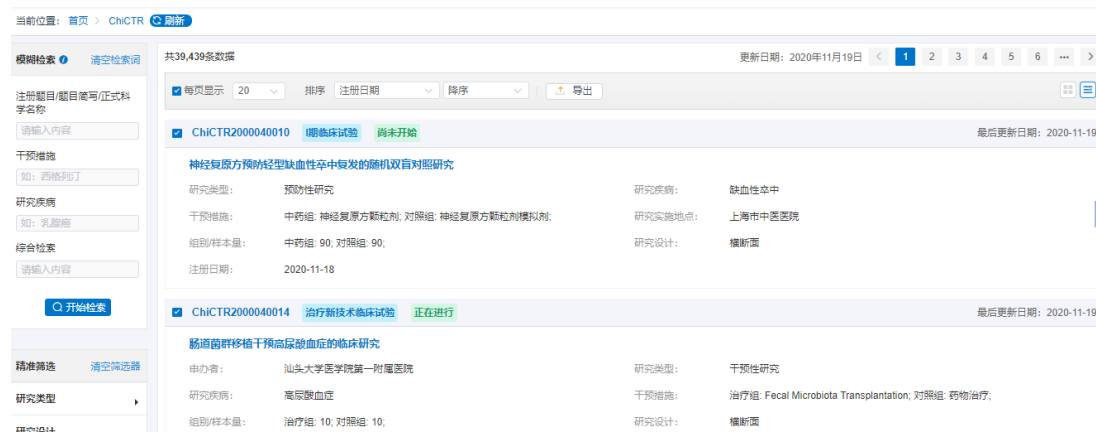 当前位置： 首页 > ChiCTR 刷新
模糊检索 清空检索词
注册题目/题目简写/正式科
学名称
请输入内容
干预措施
如：西格列汀
研究疾病
如：乳腺癌
综合检索
请输入内容
开始检索
精准筛选 清空筛选器
研究类型
研究设计
共39,439条数据 更新日期：2020年11月19日 < 1 2 3 4 5 6 ••• >
每页显示 20 排序 注册日期 降序 导出
ChiCTR2000040010 I期临床试验 尚未开始 最后更新日期：2020-11-19
神经复原方预防轻型缺血性卒中复发的随机双盲对照研究
研究类型： 预防性研究 研究疾病： 缺血性卒中
干预措施： 中药组: 神经复原方颗粒剂; 对照组: 神经复原方颗粒剂模拟剂; 研究实施地点： 上海市中医医院
组别/样本量： 中药组: 90; 对照组: 90; 研究设计： 横断面
注册日期： 2020-11-18
ChiCTR2000040014 治疗新技术临床试验 正在进行 最后更新日期：2020-11-19
肠道菌群移植干预高尿酸血症的临床研究
申办者： 汕头大学医学院第一附属医院 研究类型： 干预性研究
研究疾病： 高尿酸血症 干预措施： 治疗组: Fecal Microbiota Transplantation; 对照组: 药物治疗;
组别/样本量： 治疗组: 10; 对照组: 10; 研究设计： 横断面